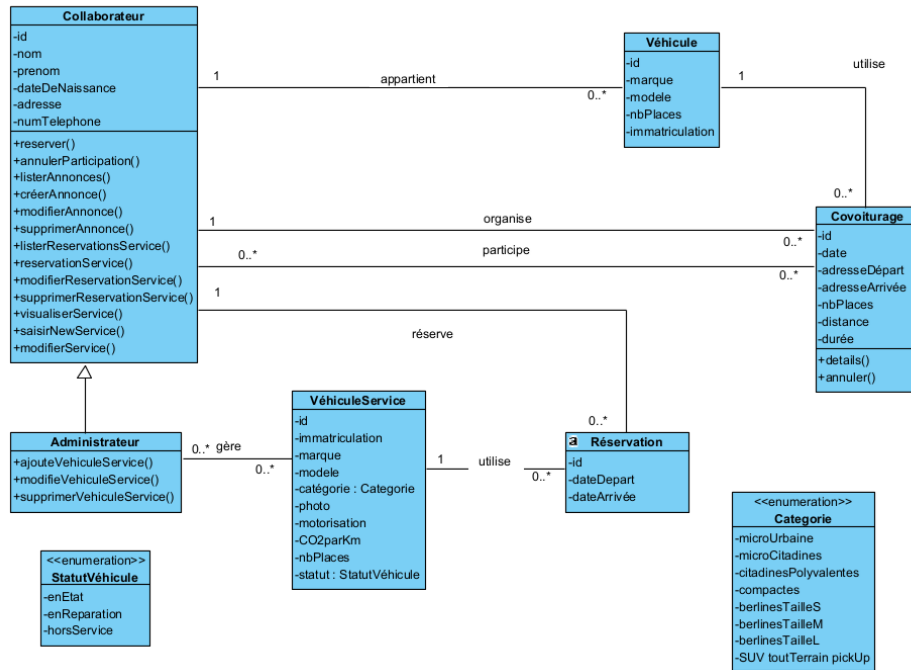 Collaborateur
-id
-nom
-prenom
-dateDeNaissance
-adresse
-numTelephone
+reserver()
+annulerParticipation()
+listerAnnonces()
+créerAnnonce()
+modifierAnnonce()
+supprimerAnnonce()
+listerReservationsService()
+reservationService()
+modifierReservationService()
+supprimerReservationService()
+visualiserService()
+saisirNewService()
+modifierService()
1
appartient
0..*
Véhicule
-id
-marque
-modele
-nbPlaces
-immatriculation
1
utilise
0..*
1
organise
0..*
0..*
participe
0..*
1
réserve
0..*
Covoiturage
-id
-date
-adresseDépart
-adresseArrivée
-nbPlaces
-distance
-durée
+details()
+annuler()
Administrateur
+ajouteVehiculeService()
+modifieVehiculeService()
+supprimerVehiculeService()
0..*
gère
0..*
VéhiculeService
-id
-immatriculation
-marque
-modele
-catégorie : Categorie
-photo
-motorisation
-CO2parKm
-nbPlaces
-statut : StatutVéhicule
1
utilise
0..*
a
Réservation
-id
-dateDepart
-dateArrivée
<<enumeration>>
StatutVéhicule
-enEtat
-enReparation
-horsService
<<enumeration>>
Categorie
-microUrbaine
-microCitadines
-citadinesPolyvalentes
-compactes
-berlinesTailleS
-berlinesTailleM
-berlinesTailleL
-SUV toutTerrain pickUp